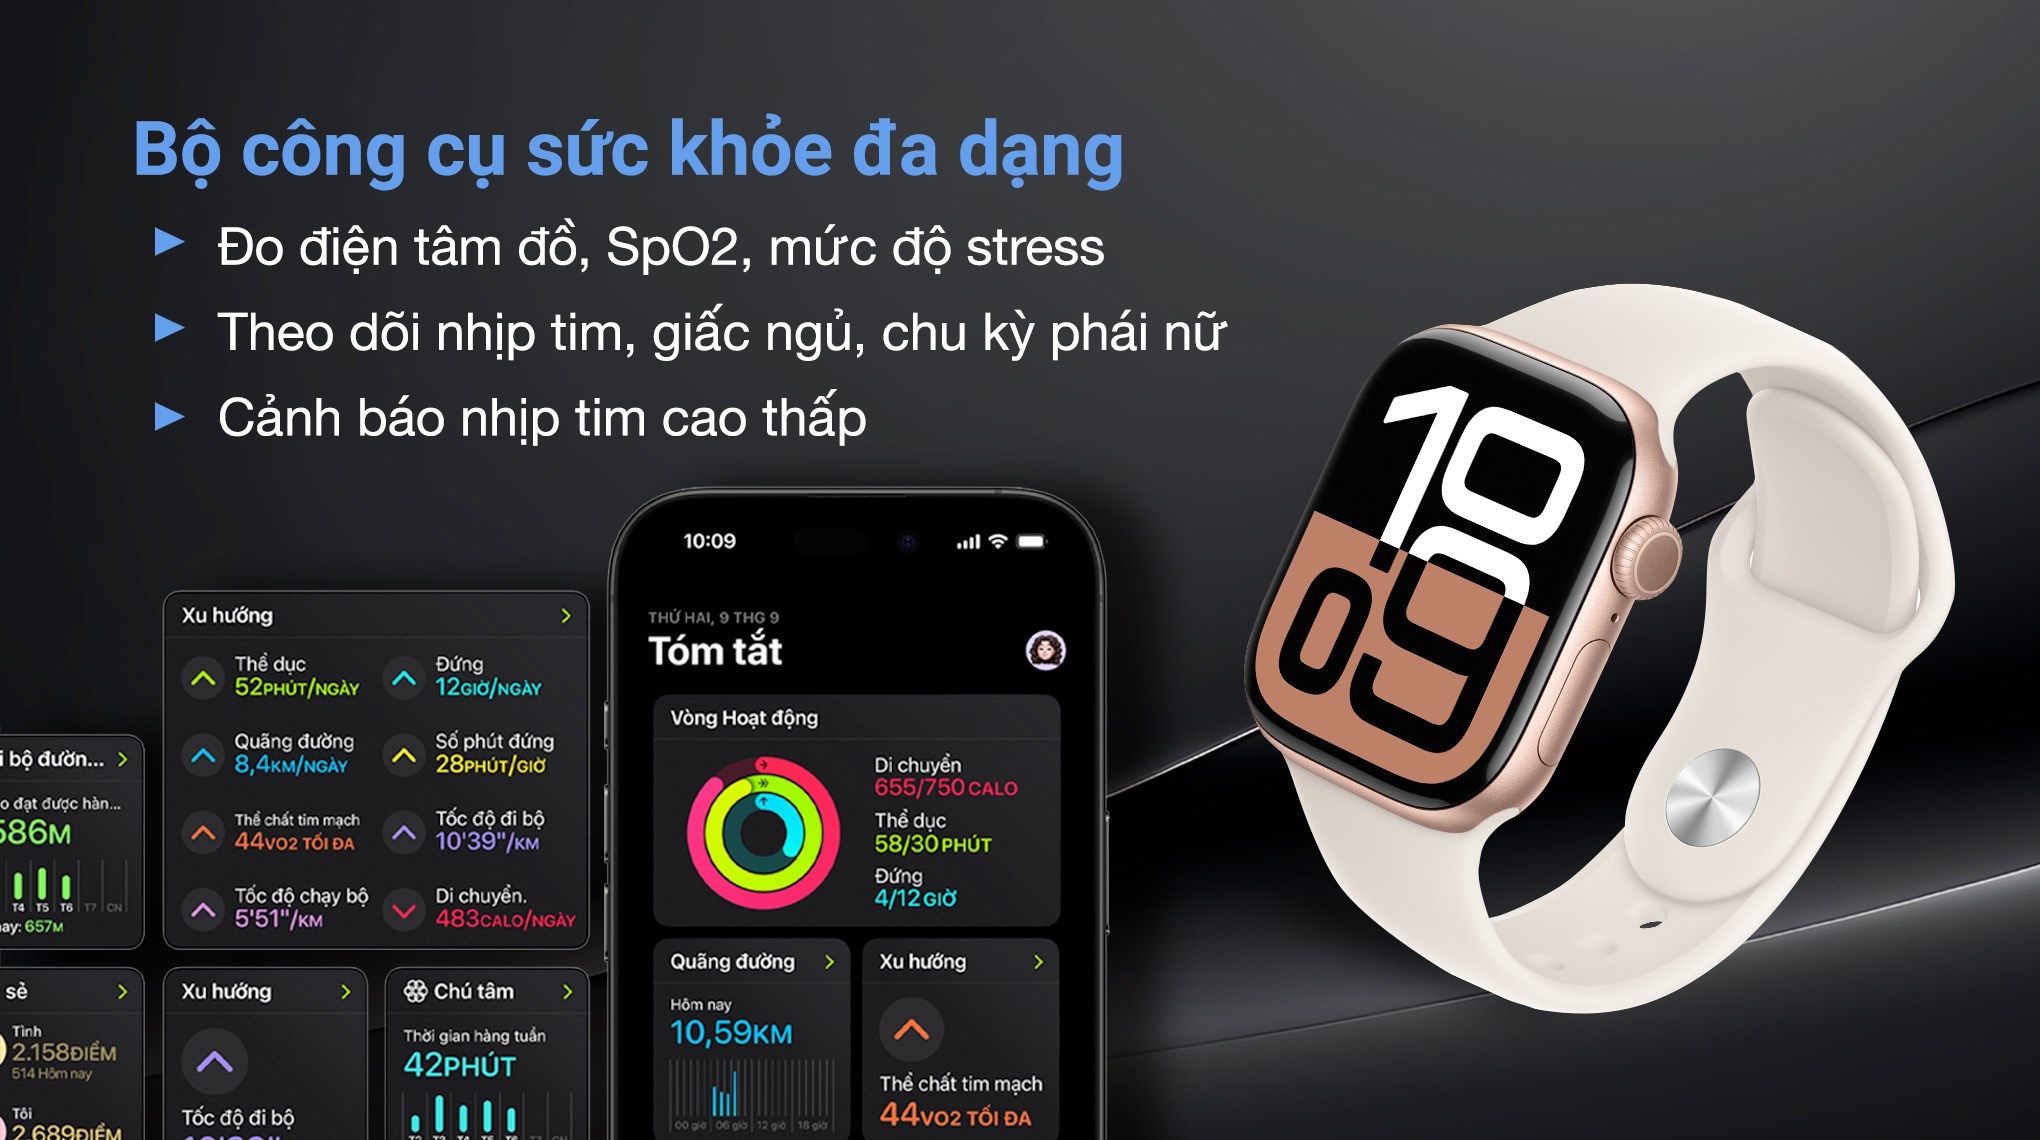 Bộ công cụ sức khỏe đa dạng
Đo điện tâm đồ, SpO2, mức độ stress
Theo dõi nhịp tim, giấc ngủ, chu kỳ phái nữ
Cảnh báo nhịp tim cao thấp
10
09
10:09
THỨ HAI, 9 THG 9
Tóm tắt
Vòng Hoạt động
Di chuyển
655/750 CALO
Thể dục
58/30 PHÚT
Đứng
4/12 GIỜ
Quãng đường
Hôm nay
10,59KM
00 giờ 06 giờ 12 giờ 18 giờ
Xu hướng
Thể chất tim mạch
44VO2 TỐI ĐA
Xu hướng
Thể dục
52PHÚT/NGÀY
Đứng
12GIỜ/NGÀY
Quãng đường
8,4KM/NGÀY
Số phút đứng
28PHÚT/GIỜ
Thể chất tim mạch
44VO2 TỐI ĐA
Tốc độ đi bộ
10'39"/KM
Tốc độ chạy bộ
5'51"/KM
Di chuyển.
483CALO/NGÀY
i bộ đườn...
o đạt được hàn...
586M
T4 T5 T6 T7 CN
ay: 657M
sẻ
Tình
2.158ĐIỂM
514 Hôm nay
Tôi
2.689ĐIỂM
Xu hướng
Tốc độ đi bộ
Chú tâm
Thời gian hàng tuần
42PHÚT